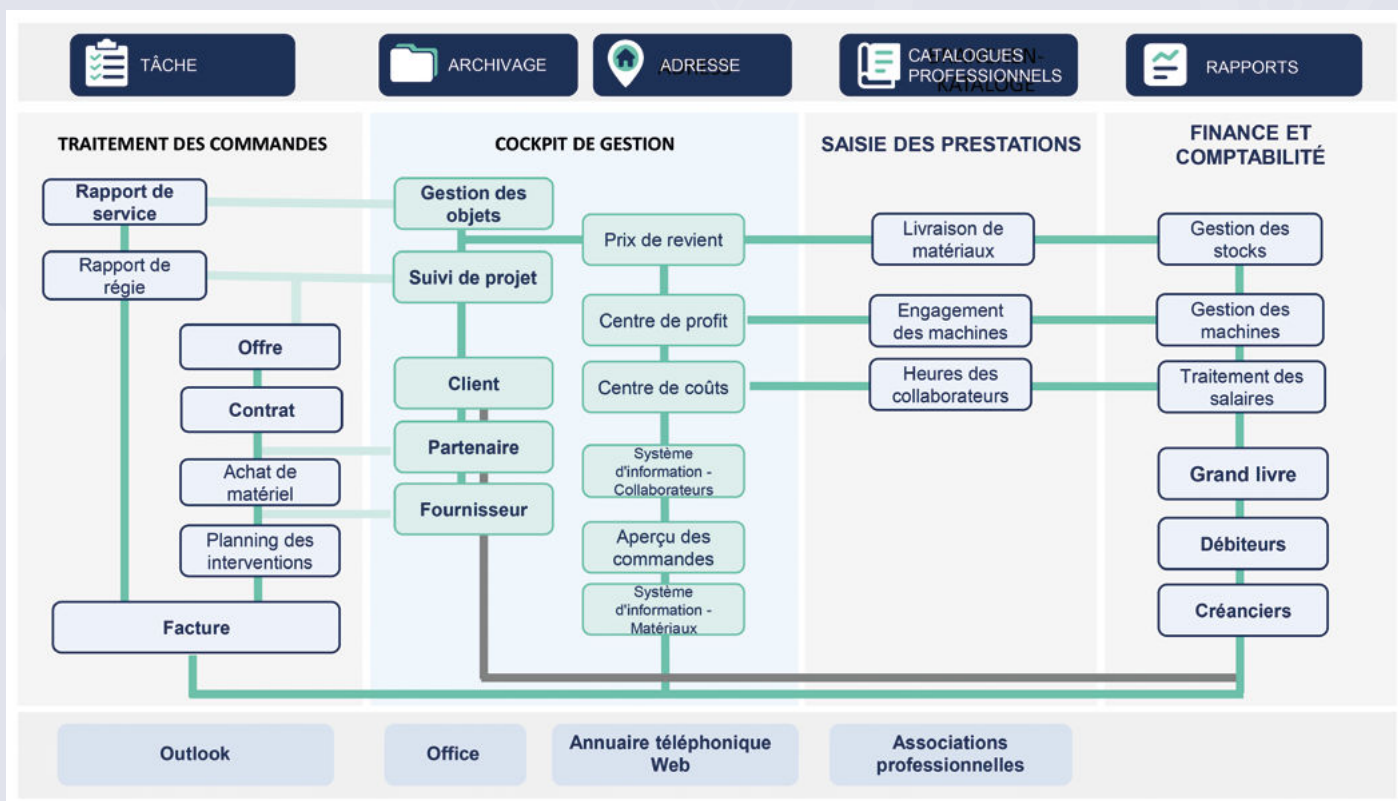 TÂCHE
ARCHIVAGE
ADRESSE
CATALOGUES
PROFESSIONNELS
KATALOGE
RAPPORTS
TRAITEMENT DES COMMANDES
Rapport de
service
Rapport de
régie
Offre
Contrat
Achat de
matériel
Planning des
interventions
Facture
COCKPIT DE GESTION
Gestion des
objets
Suivi de projet
Client
Partenaire
Fournisseur
Prix de revient
Centre de profit
Centre de coûts
Système
d'information -
Collaborateurs
Aperçu des
commandes
Système
d'information -
Matériaux
SAISIE DES PRESTATIONS
Livraison de
matériaux
Engagement
des machines
Heures des
collaborateurs
FINANCE ET
COMPTABILITÉ
Gestion des
stocks
Gestion des
machines
Traitement des
salaires
Grand livre
Débiteurs
Créanciers
Outlook
Office
Annuaire téléphonique
Web
Associations
professionnelles